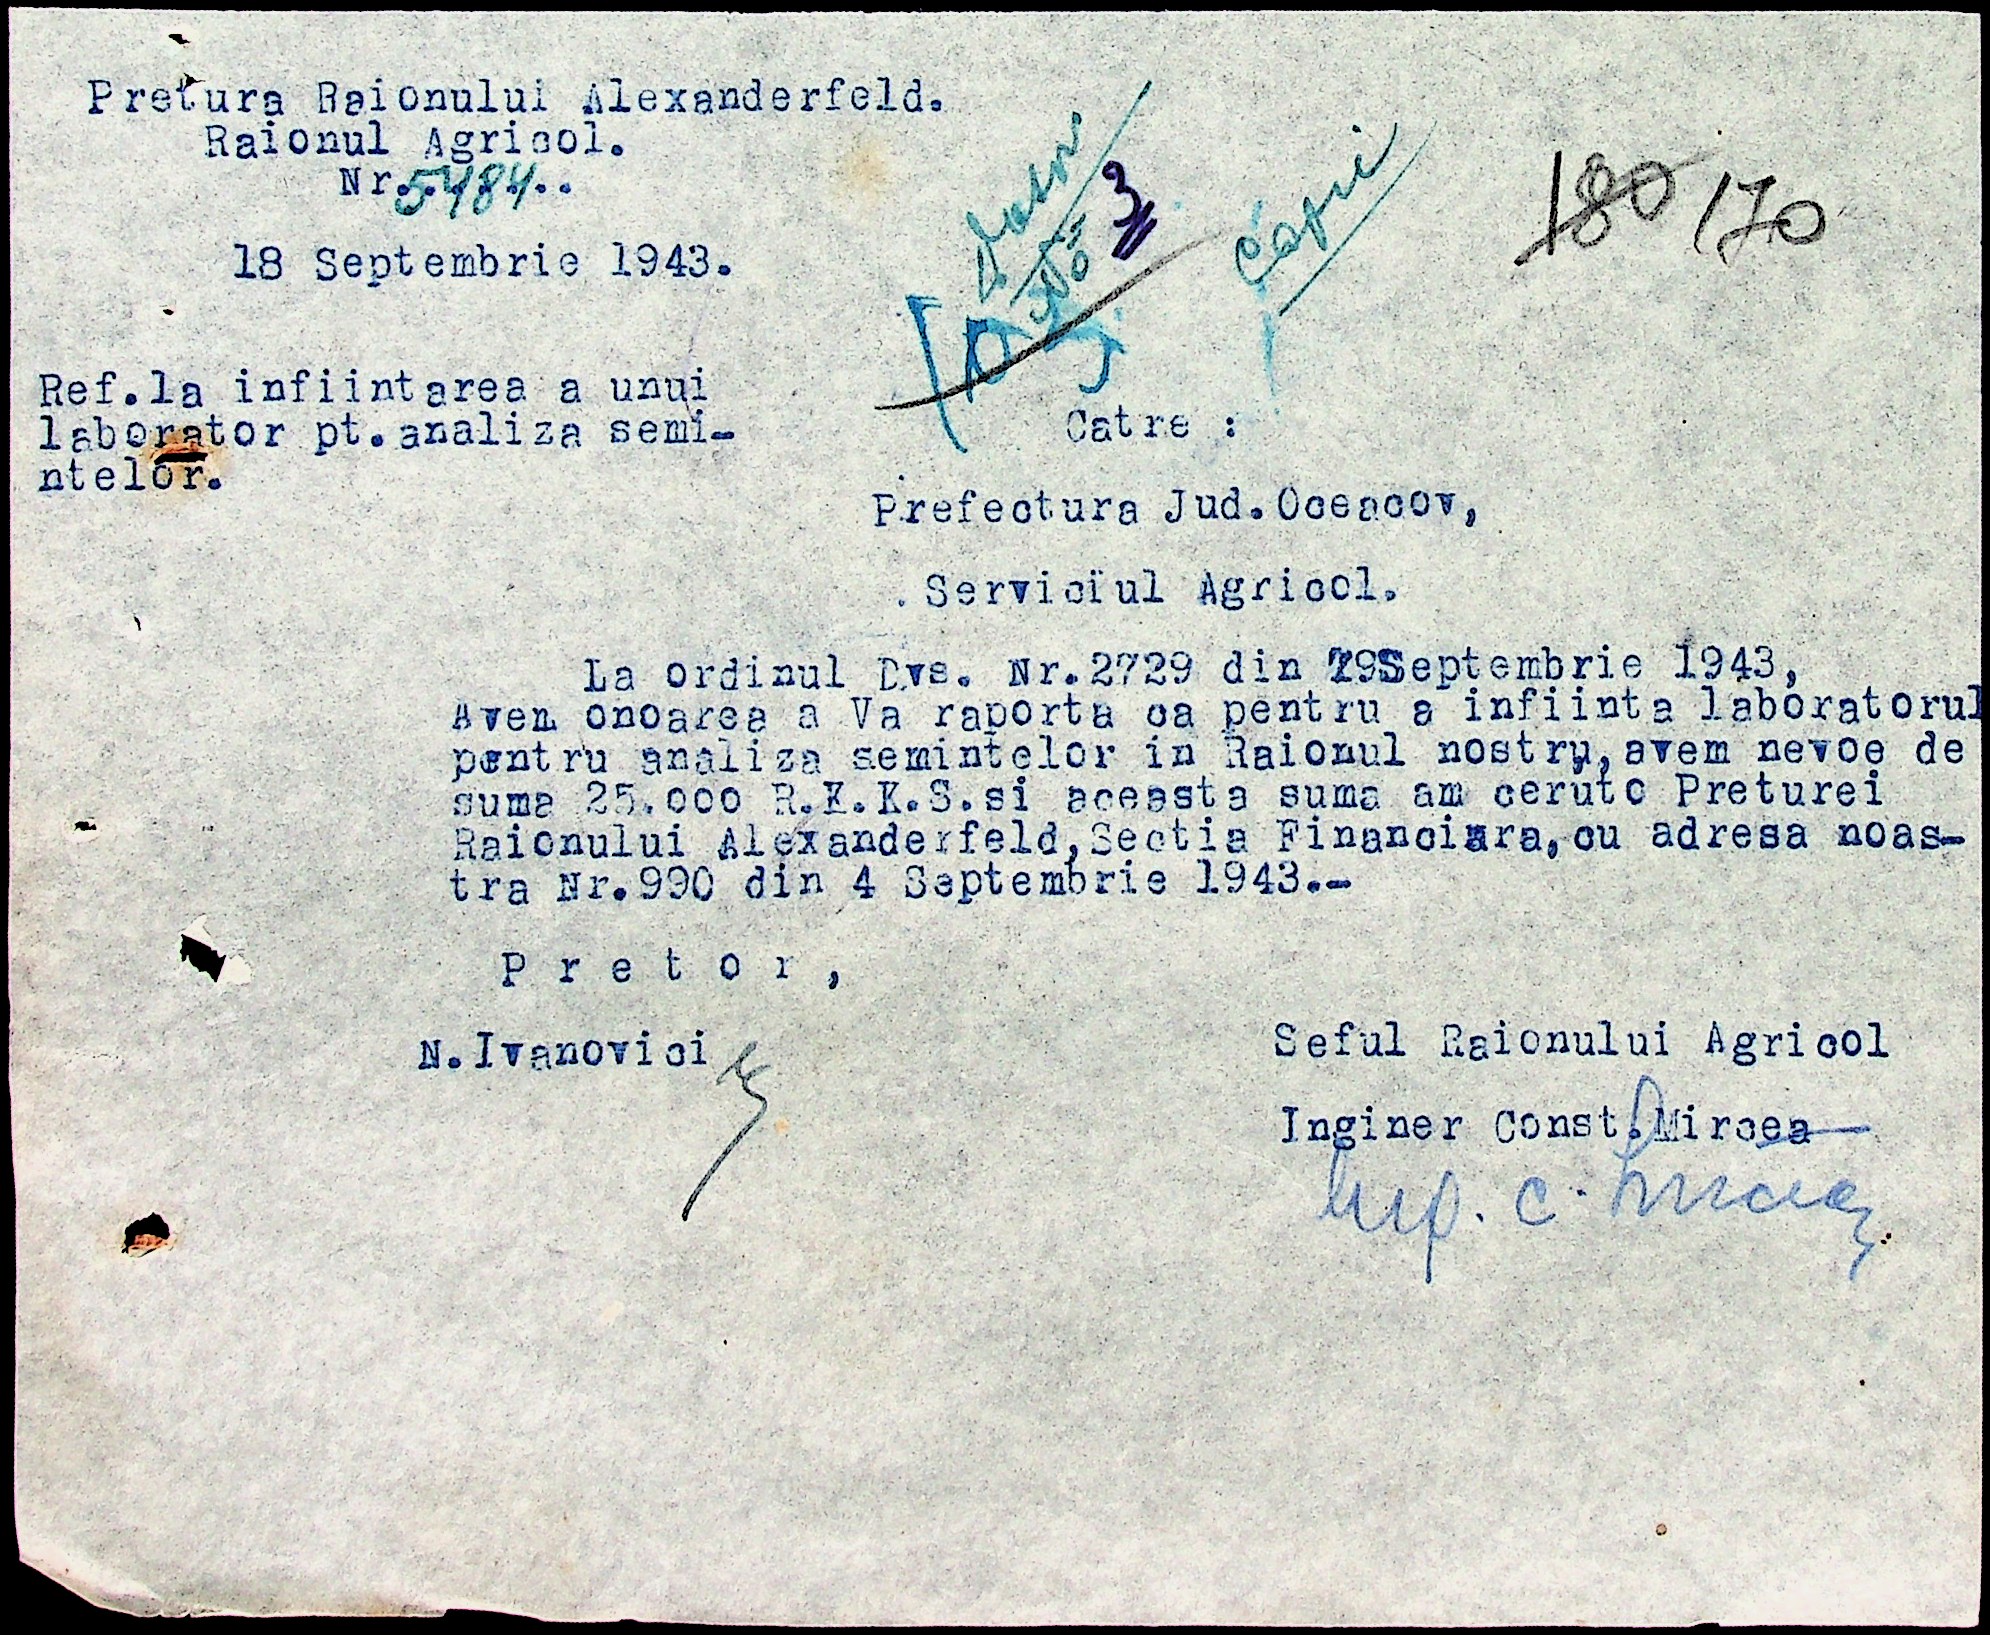 Pretura Raionului Alexanderfeld.
Raionul Agricol.
Nr.5484..
18 Septembrie 1943.
180 170
Ref.la infiintarea a unui
laborator pt.analiza semi-
ntelor.
Catre :
Prefectura Jud.Oceacov,
Serviciul Agricol.
La ordinul Dvs. Nr.2729 din Septembrie 1943,
Avem onoarea a Va raporta ca pentru a infiinta laboratorul
pentru analiza semintelor in Raionul nostru,avem nevoe de
suma 25.000 R.K.K.S.si aceasta suma am ceruto Preturei
Raionului Alexanderfeld,Sectia Financiara,cu adresa noas-
tra Nr.990 din 4 Septembrie 1943.-
P r e t o r ,
N.Ivanovici
Seful Raionului Agricol
Inginer Const.Mircea